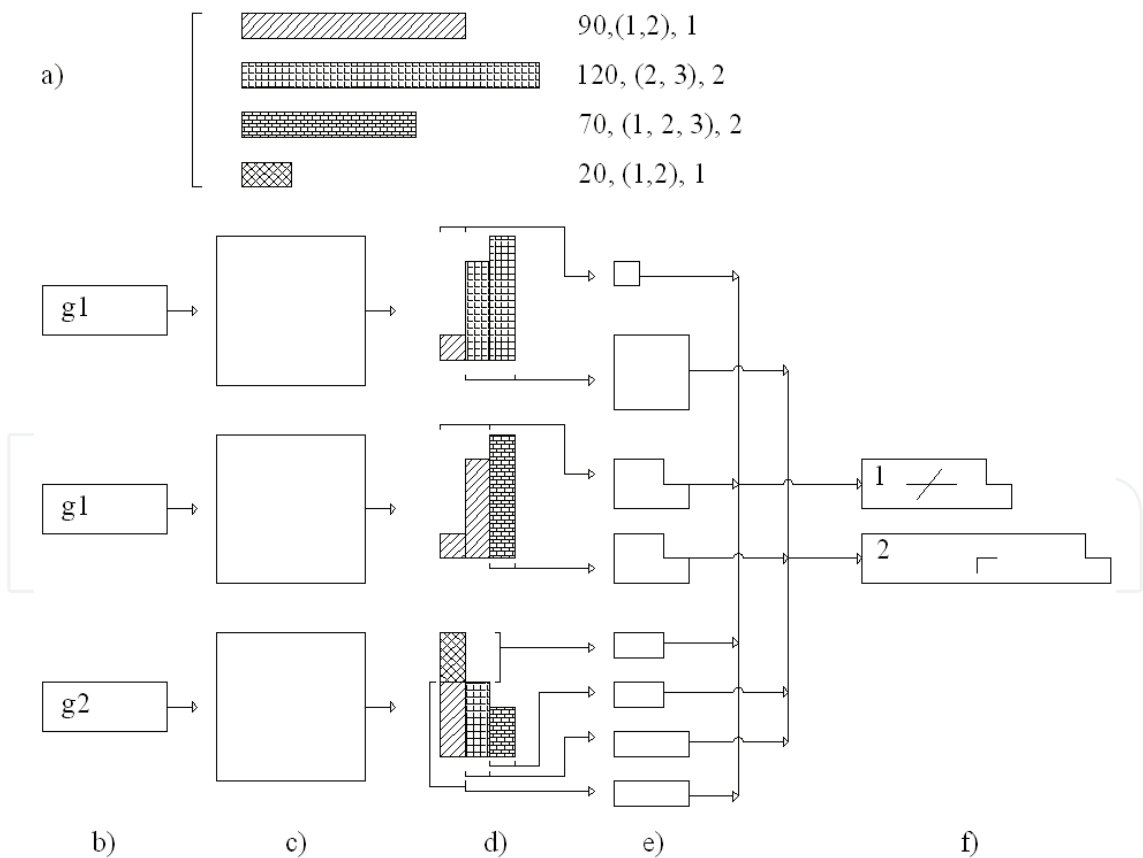 90,(1,2), 1
a)
120, (2, 3), 2
70, (1, 2, 3), 2
20, (1,2), 1
g1
g1
1
2
g2
b) c) d) e) f)